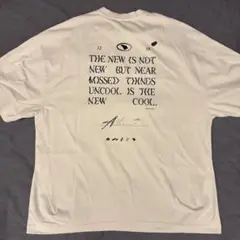 THE NEW IS NOT
NEW BUT NEAR
MISSED THINGS
UNCOOL IS THE
NEW COOL.